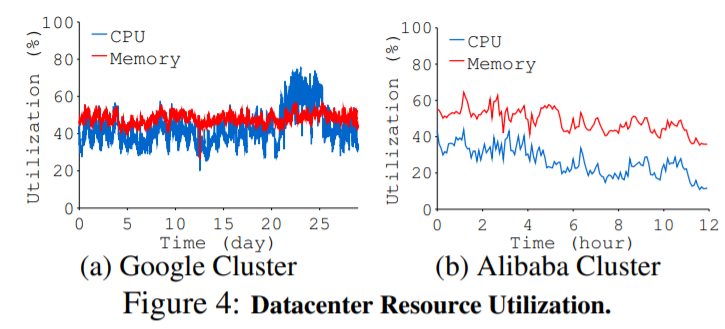 100
80
60
40
20
0
Utilization (%)
CPU
Memory
0 5 10 15 20 25
Time (day)
(a) Google Cluster
100
80
60
40
20
0
Utilization (%)
CPU
Memory
0 2 4 6 8 10 12
Time (hour)
(b) Alibaba Cluster
Figure 4: Datacenter Resource Utilization.